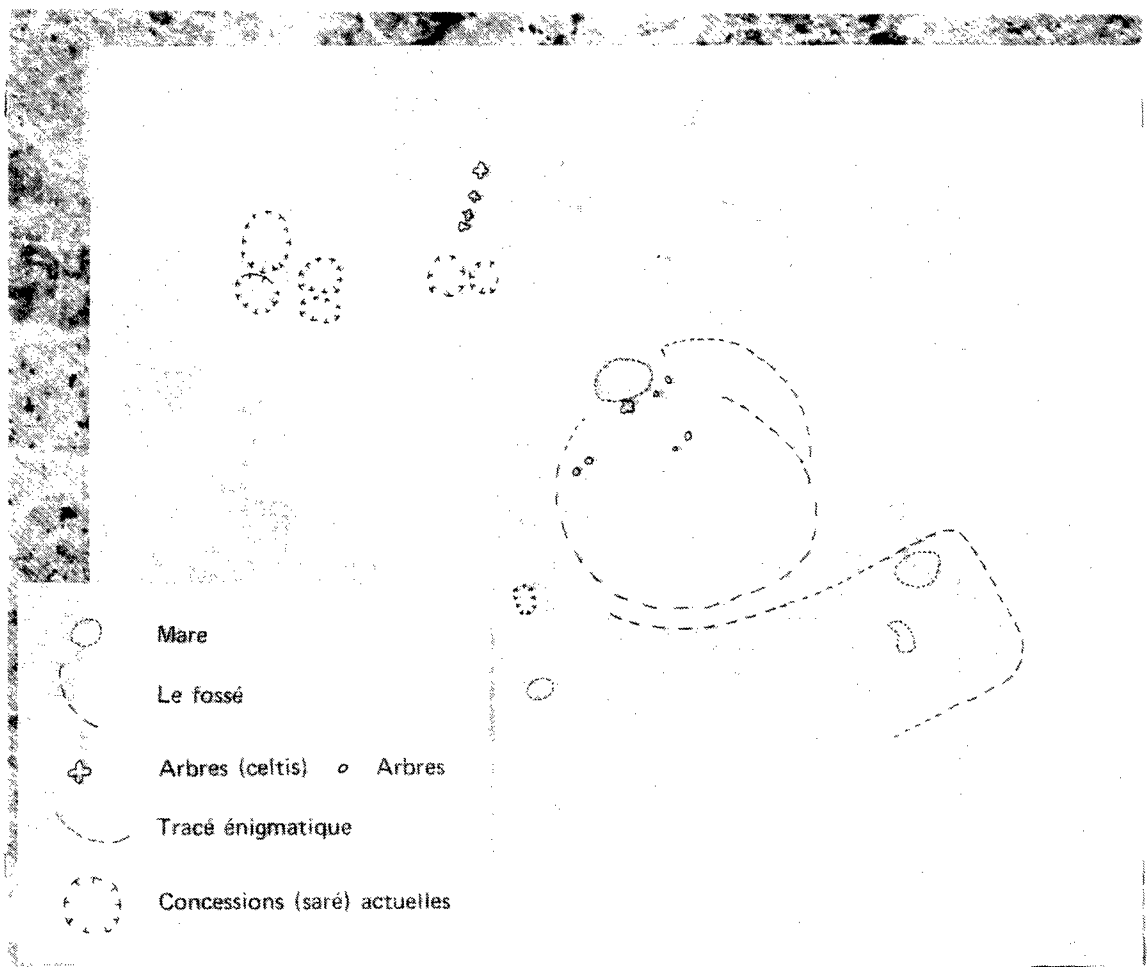 Mare
Le fossé
Arbres (celtis) Arbres
Tracé énigmatique
Concessions (saré) actuelles